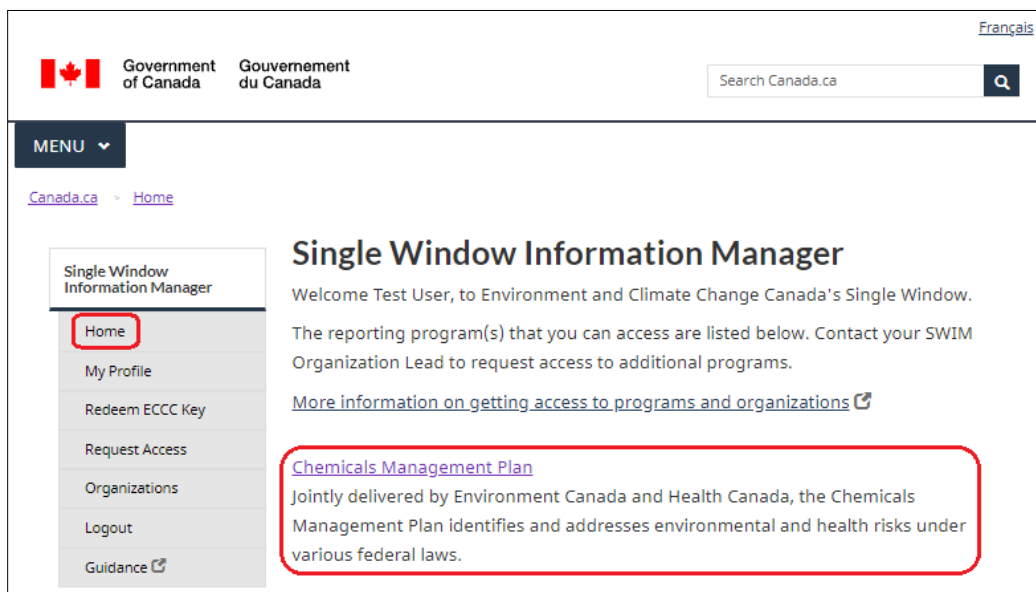 Français
Government of Canada
Gouvernement du Canada
Search Canada.ca
MENU
Canada.ca > Home
Single Window
Information Manager
Home
My Profile
Redeem ECCC Key
Request Access
Organizations
Logout
Guidance
Single Window Information Manager
Welcome Test User, to Environment and Climate Change Canada's Single Window.
The reporting program(s) that you can access are listed below. Contact your SWIM
Organization Lead to request access to additional programs.
More information on getting access to programs and organizations
Chemicals Management Plan
Jointly delivered by Environment Canada and Health Canada, the Chemicals
Management Plan identifies and addresses environmental and health risks under
various federal laws.